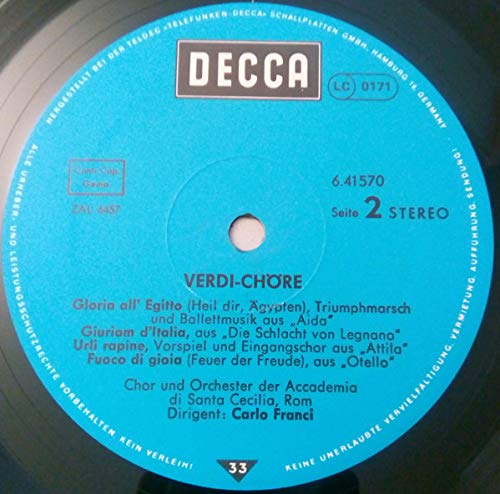 HERGESTELLT BEI DER TELDEC »TELEFUNKEN-DECCA« SCHALLPLATTEN GMBH, HAMBURG 19, GERMANY
ALLE URHEBER- UND LEISTUNGSSCHUTZRECHTE VORBEHALTEN KEIN VERLEIH!
KEINE UNERLAUBTE VERVIELFÄLTIGUNG, VERMIETUNG, AUFFÜHRUNG, SENDUNG!
DECCA
LC 0171
Gema
ZAL 6457
6.41570
Seite 2 STEREO
VERDI-CHÖRE
Gloria all' Egitto (Heil dir, Ägypten), Triumphmarsch
und Ballettmusik aus „Aida"
Giuriom d'Italia, aus „Die Schlacht von Legnano"
Urli rapine, Vorspiel und Eingangschor aus „Attila"
Fuoco di gioia (Feuer der Freude), aus „Otello"
Chor und Orchester der Accademia
di Santa Cecilia, Rom
Dirigent: Carlo Franci
33